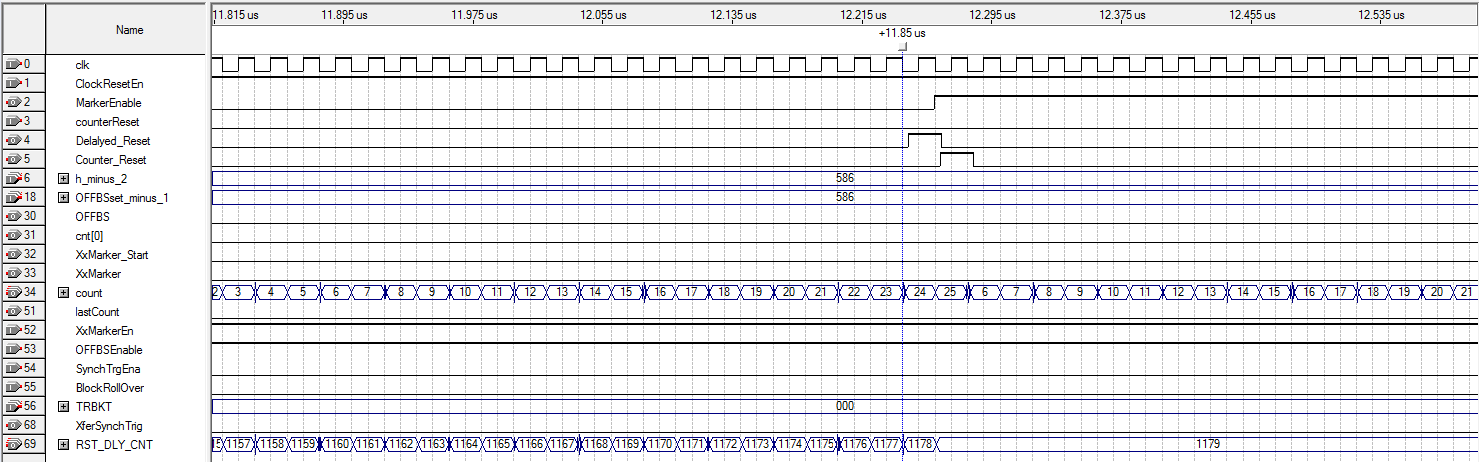 11.815 us 11.895 us 11.975 us 12.055 us 12.135 us 12.215 us 12.295 us 12.375 us 12.455 us 12.535 us
Name
+11.85 us
0 clk
1 ClockResetEn
2 MarkerEnable
3 counterReset
4 Delalyed_Reset
5 Counter_Reset
6 h_minus_2 586
18 OFFBSset_minus_1 586
30 OFFBS
31 cnt[0]
32 XxMarker_Start
33 XxMarker
34 count 2 3 4 5 6 7 8 9 10 11 12 13 14 15 16 17 18 19 20 21 22 23 24 25 6 7 8 9 10 11 12 13 14 15 16 17 18 19 20 21
51 lastCount
52 XxMarkerEn
53 OFFBSEnable
54 SynchTrgEna
55 BlockRollOver
56 TRBKT 000
68 XferSynchTrig
69 RST_DLY_CNT 1157 1158 1159 1160 1161 1162 1163 1164 1165 1166 1167 1168 1169 1170 1171 1172 1173 1174 1175 1176 1177 1178 1179